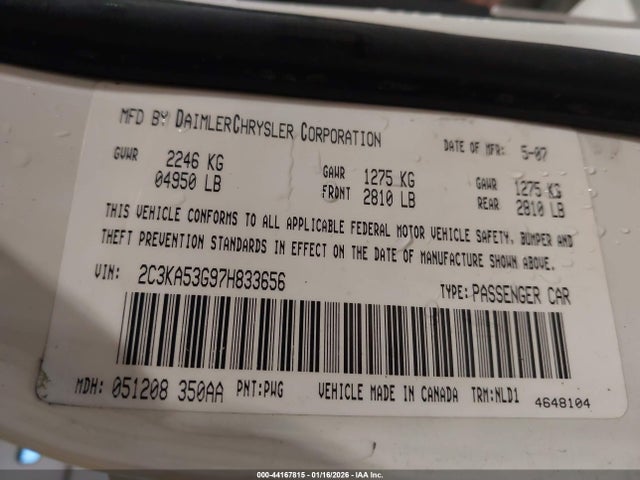 MFD BY DAIMLERCHRYSLER CORPORATION DATE OF MFR: 5-07
GVWR 2246 KG 04950 LB GAWR FRONT 1275 KG 2810 LB GAWR REAR 1275 KG 2810 LB
THIS VEHICLE CONFORMS TO ALL APPLICABLE FEDERAL MOTOR VEHICLE SAFETY, BUMPER AND
THEFT PREVENTION STANDARDS IN EFFECT ON THE DATE OF MANUFACTURE SHOWN ABOVE.
VIN: 2C3KA53G97H833656 TYPE: PASSENGER CAR
MDH: 051208 350AA PNT:PWG VEHICLE MADE IN CANADA TRM:NLD1 4648104
000-44167815 - 01/16/2026 - IAA Inc.